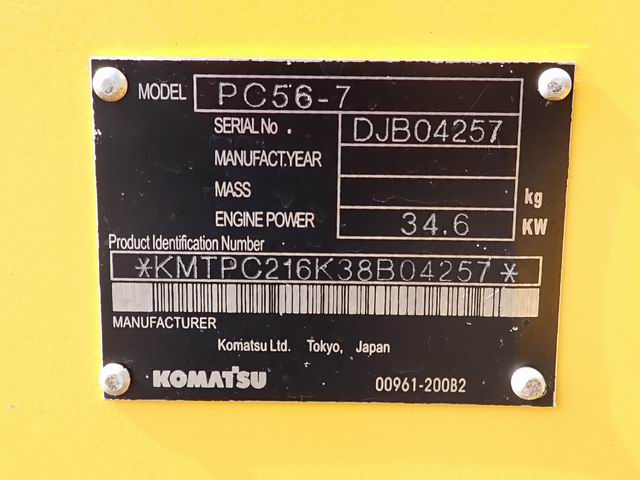 MODEL PC56-7
SERIAL No . DJB04257
MANUFACT.YEAR
MASS kg
ENGINE POWER 34.6 KW
Product Identification Number
*KMTPC216K38B04257*
MANUFACTURER
Komatsu Ltd. Tokyo, Japan
KOMATSU 00961-200B2